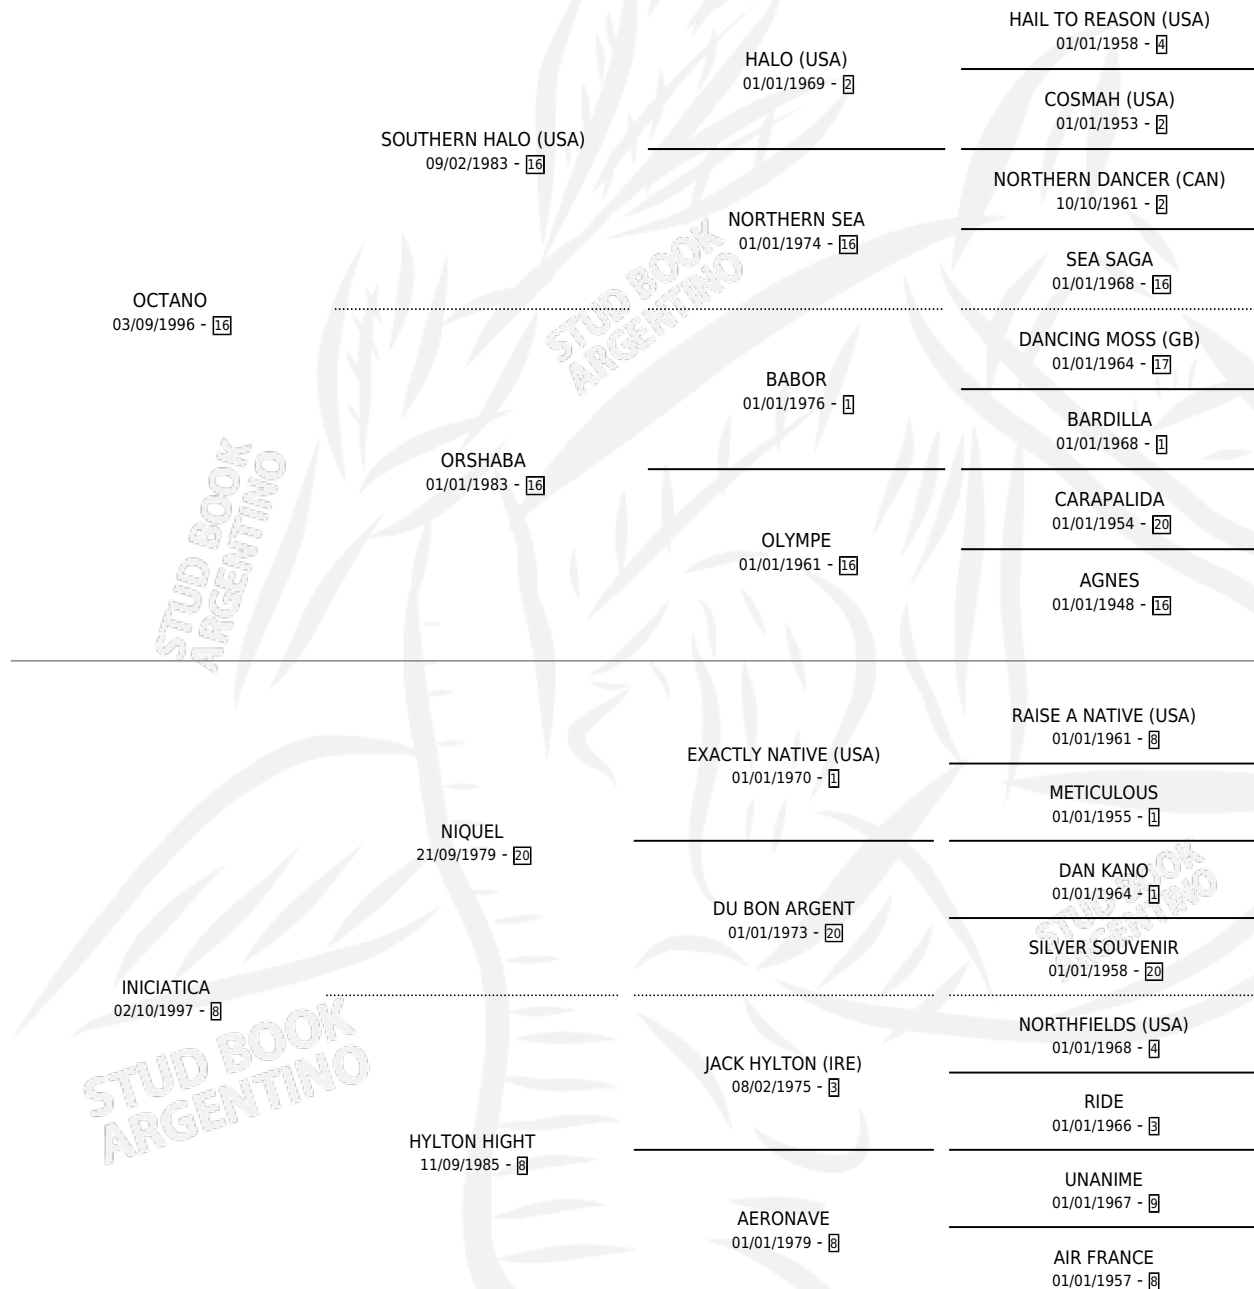 HAIL TO REASON (USA)
01/01/1958 - 4
HALO (USA)
01/01/1969 - 2
COSMAH (USA)
01/01/1953 - 2
SOUTHERN HALO (USA)
09/02/1983 - 16
NORTHERN DANCER (CAN)
10/10/1961 - 2
NORTHERN SEA
01/01/1974 - 16
SEA SAGA
01/01/1968 - 16
OCTANO
03/09/1996 - 16
DANCING MOSS (GB)
01/01/1964 - 17
BABOR
01/01/1976 - 1
BARDILLA
01/01/1968 - 1
ORSHABA
01/01/1983 - 16
CARAPALIDA
01/01/1954 - 20
OLYMPE
01/01/1961 - 16
AGNES
01/01/1948 - 16
RAISE A NATIVE (USA)
01/01/1961 - 8
EXACTLY NATIVE (USA)
01/01/1970 - 1
METICULOUS
01/01/1955 - 1
NIQUEL
21/09/1979 - 20
DAN KANO
01/01/1964 - 1
DU BON ARGENT
01/01/1973 - 20
SILVER SOUVENIR
01/01/1958 - 20
INICIATICA
02/10/1997 - 8
NORTHFIELDS (USA)
01/01/1968 - 4
JACK HYLTON (IRE)
08/02/1975 - 3
RIDE
01/01/1966 - 3
HYLTON HIGHT
11/09/1985 - 8
UNANIME
01/01/1967 - 9
AERONAVE
01/01/1979 - 8
AIR FRANCE
01/01/1957 - 8
STUD BOOK
ARGENTINO
STUD BOOK
ARGENTINO
STUD BOOK
ARGENTINO
STUD BOOK
ARGENTINO